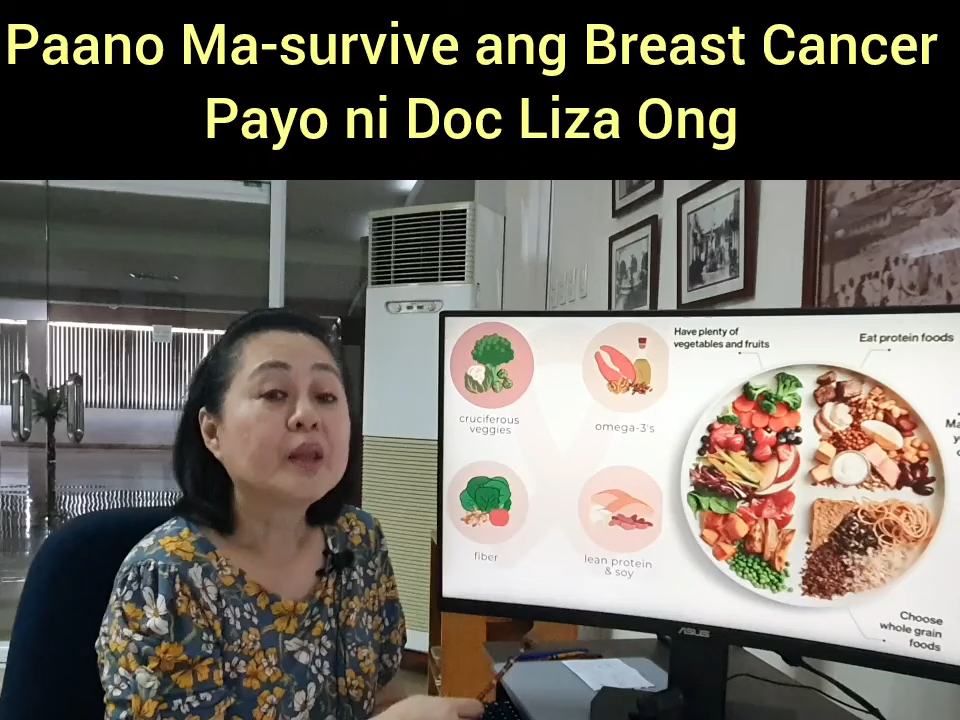 Paano Ma-survive ang Breast Cancer
Payo ni Doc Liza Ong
cruciferous
veggies
omega-3's
fiber
lean protein
& soy
Have plenty of
vegetables and fruits
Eat protein foods
Choose
whole grain
foods
ASUS